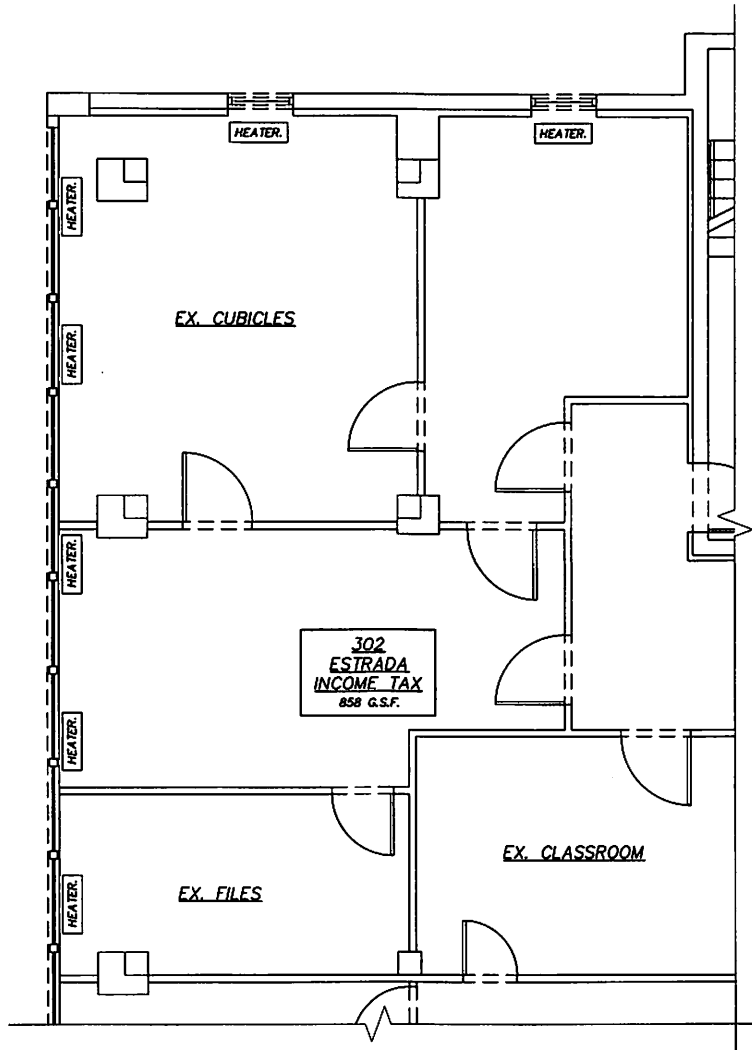 HEATER.
HEATER.
HEATER.
EX. CUBICLES
HEATER.
HEATER.
302
ESTRADA
INCOME TAX
858 G.S.F.
HEATER.
EX. CLASSROOM
EX. FILES
HEATER.